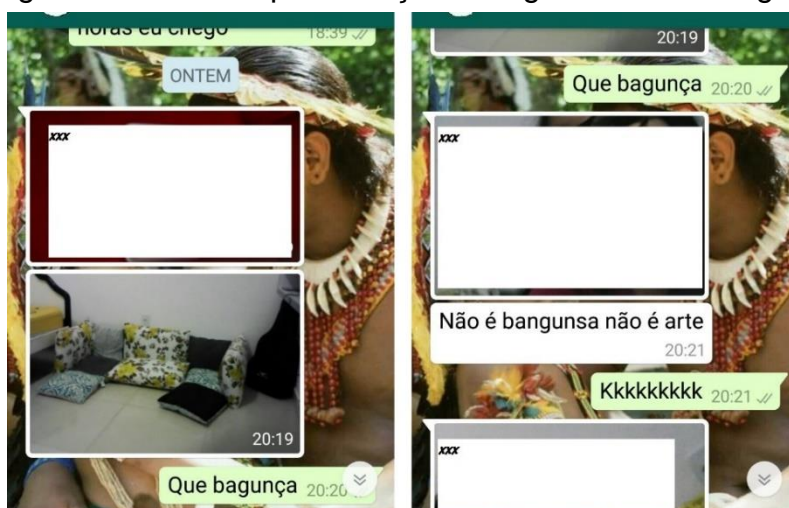 horas eu chego 18:39
ONTEM
xxx
20:19
Que bagunça 20:20
20:19
Que bagunça 20:20
xxx
Não é bangunsa não é arte
20:21
Kkkkkkkkk 20:21
xxx